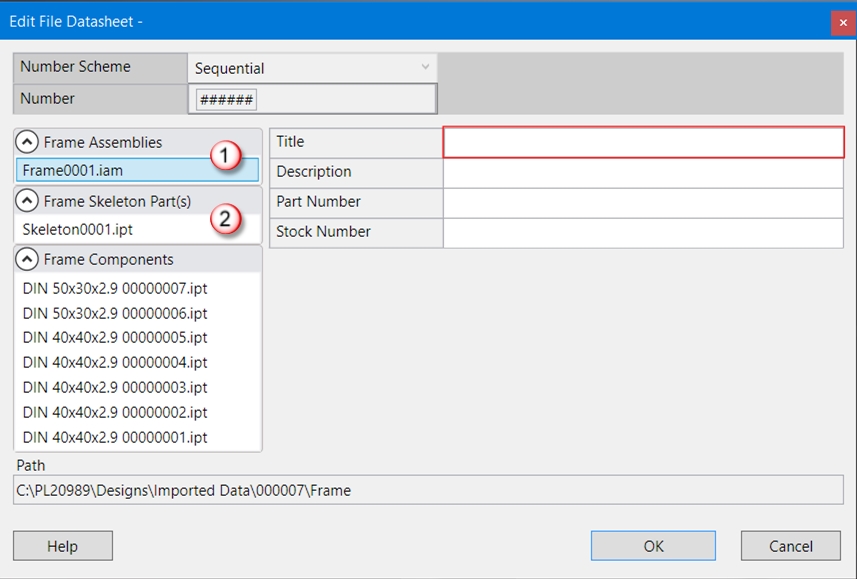 Edit File Datasheet -
Number Scheme
Sequential
Number
######
Frame Assemblies
1
Frame0001.iam
Frame Skeleton Part(s)
2
Skeleton0001.ipt
Frame Components
DIN 50x30x2.9 00000007.ipt
DIN 50x30x2.9 00000006.ipt
DIN 40x40x2.9 00000005.ipt
DIN 40x40x2.9 00000004.ipt
DIN 40x40x2.9 00000003.ipt
DIN 40x40x2.9 00000002.ipt
DIN 40x40x2.9 00000001.ipt
Title
Description
Part Number
Stock Number
Path
C:\PL20989\Designs\Imported Data\000007\Frame
Help
OK
Cancel